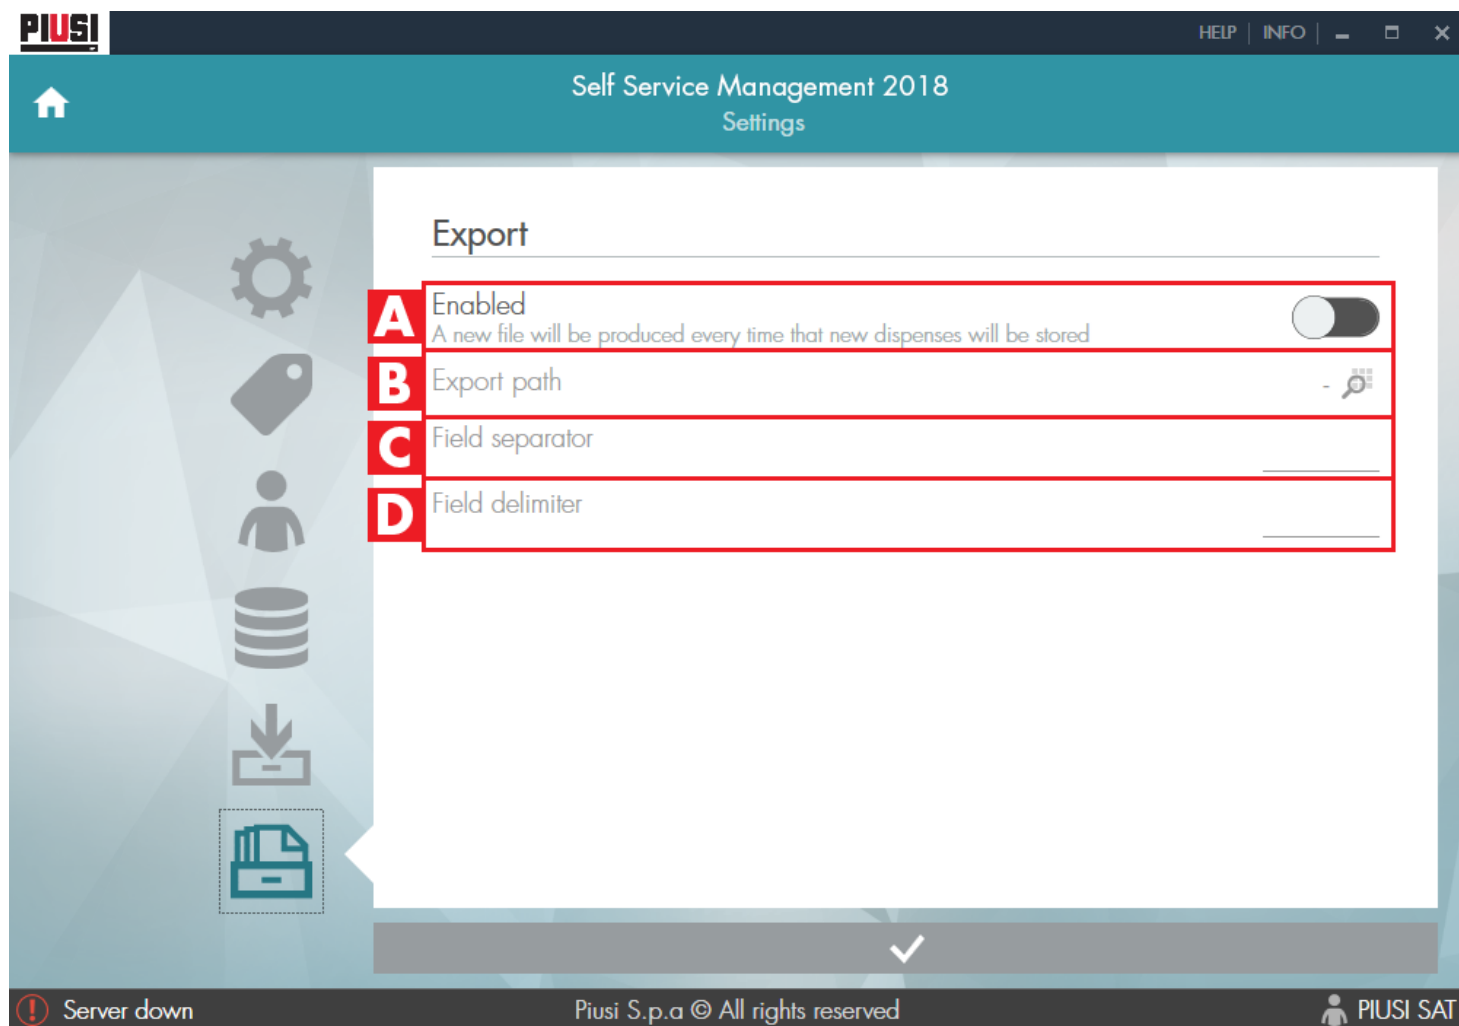 PIUSI
HELP | INFO |
Self Service Management 2018
Settings
Export
A
Enabled
A new file will be produced every time that new dispenses will be stored
B
Export path
-
C
Field separator
D
Field delimiter
Server down
Piusi S.p.a © All rights reserved
PIUSI SAT